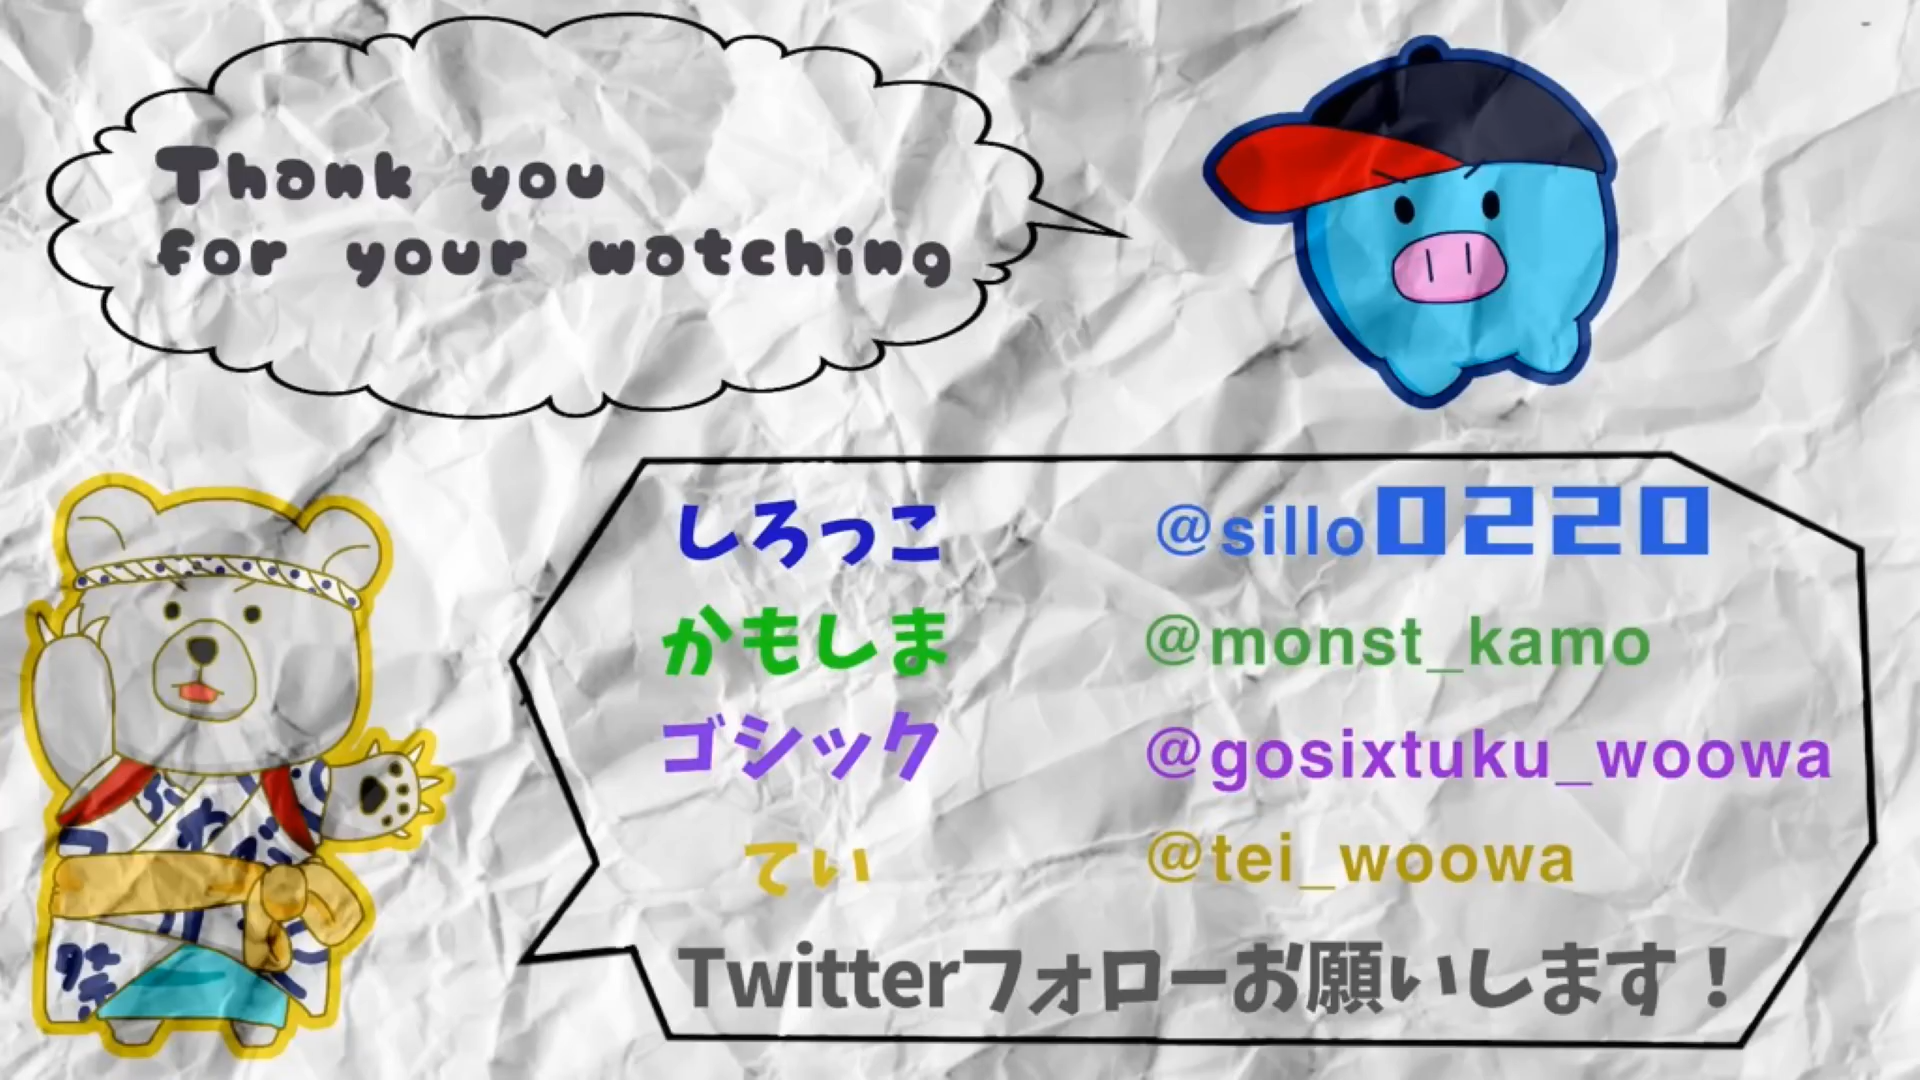 Thank you
for your watching
しろっこ @sillo0220
かもしま @monst_kamo
ゴシック @gosixtuku_woowa
てい @tei_woowa
Twitterフォローお願いします！
祭